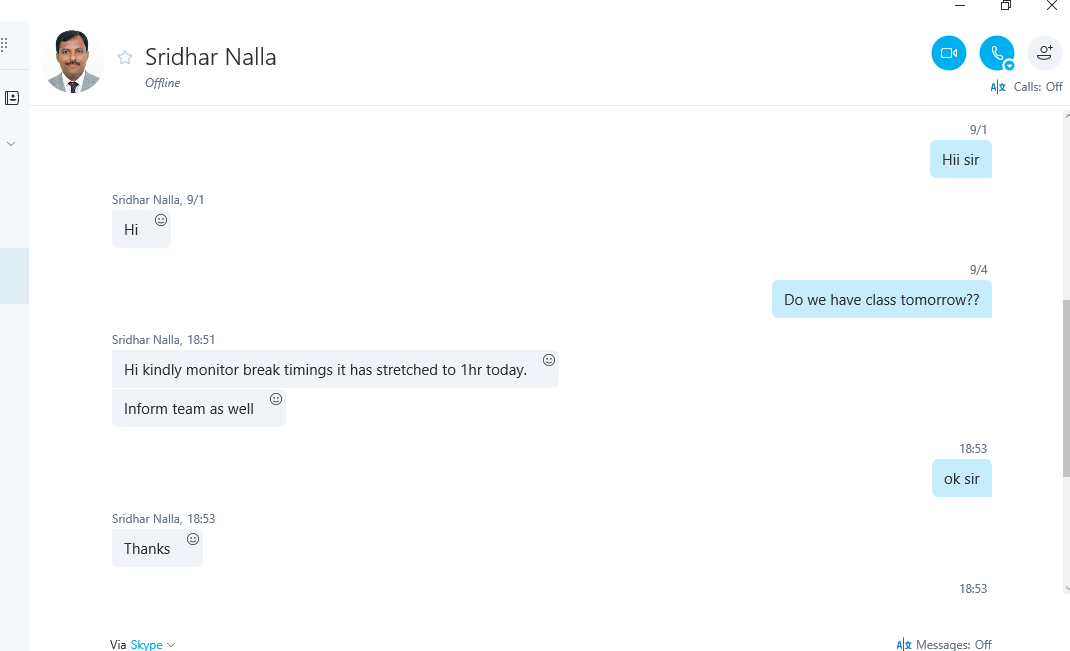 Sridhar Nalla
Offline
Calls: Off
9/1
Hii sir
Sridhar Nalla, 9/1
Hi
9/4
Do we have class tomorrow??
Sridhar Nalla, 18:51
Hi kindly monitor break timings it has stretched to 1hr today.
Inform team as well
18:53
ok sir
Sridhar Nalla, 18:53
Thanks
18:53
Via Skype
Messages: Off